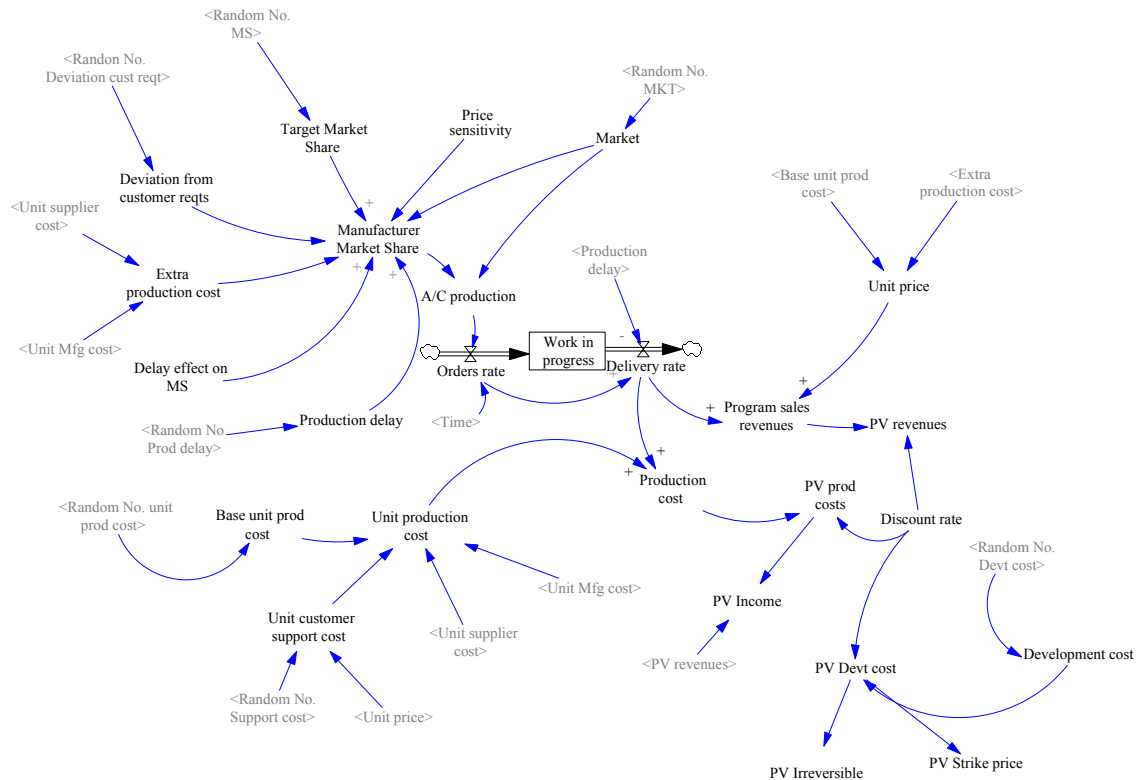 <Random No.
MS>
<Randon No.
Deviation cust reqt>
<Random No.
MKT>
Price
sensitivity
Target Market
Share
Market
Deviation from
customer reqts
<Base unit prod
cost>
<Extra
production cost>
<Unit supplier
cost>
+
Manufacturer
Market Share
+
+
<Production
delay>
Extra
production cost
A/C production
Unit price
<Unit Mfg cost>
Delay effect on
MS
Orders rate
Work in
progress
-
+
Delivery rate
+
+
Program sales
revenues
PV revenues
<Random No.
Prod delay>
Production delay
<Time>
+
+
Production
cost
PV prod
costs
Discount rate
<Random No. unit
prod cost>
Base unit prod
cost
Unit production
cost
<Random No.
Devt cost>
<Unit Mfg cost>
PV Income
Unit customer
support cost
<Unit supplier
cost>
<PV revenues>
PV Devt cost
Development cost
<Random No.
Support cost>
<Unit price>
PV Irreversible
PV Strike price